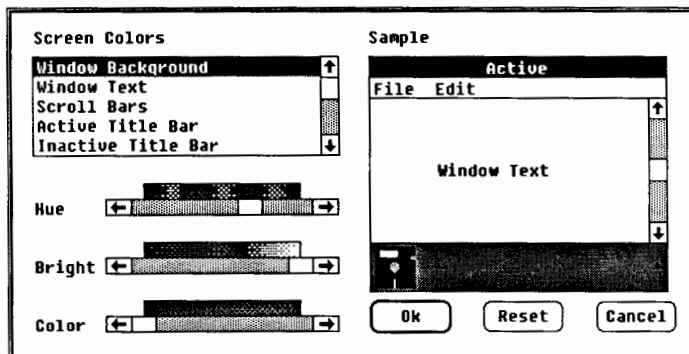 Screen Colors
Window Background
Window Text
Scroll Bars
Active Title Bar
Inactive Title Bar
Hue
Bright
Color
Sample
Active
File Edit
Window Text
Ok Reset Cancel